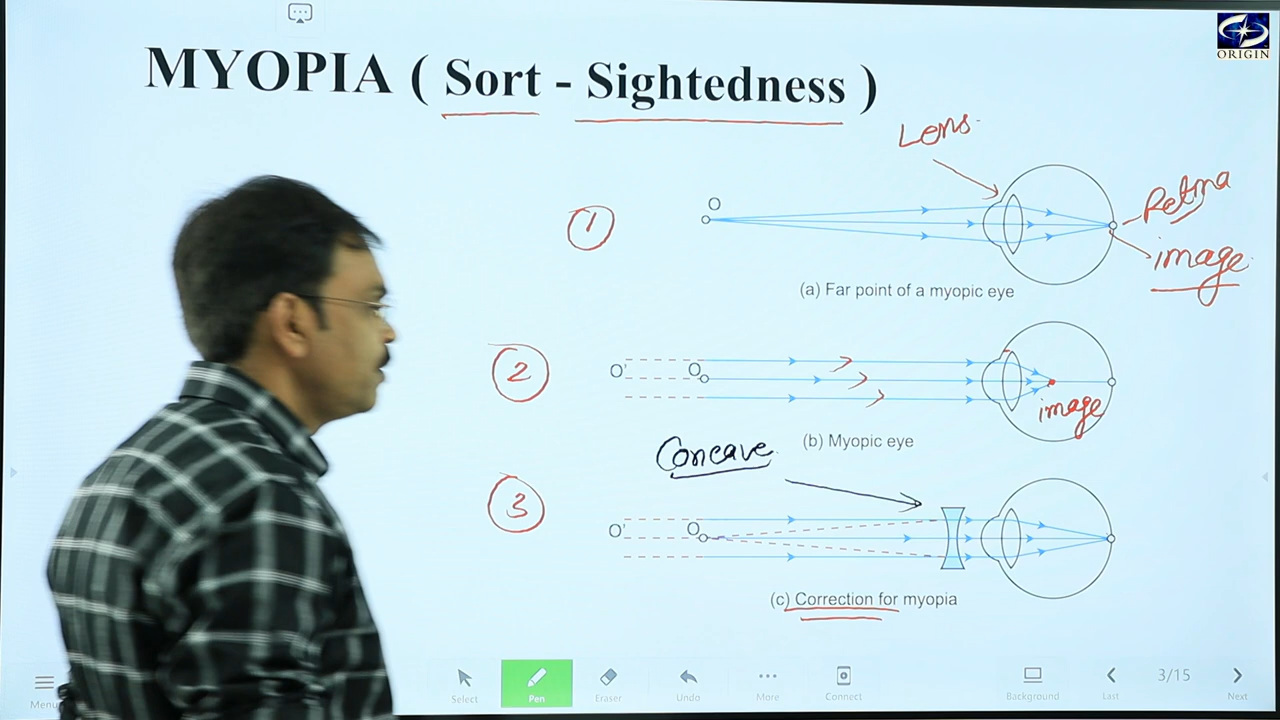 ORIGIN
MYOPIA ( Sort - Sightedness )
Lens
1
O
Retina
image
(a) Far point of a myopic eye
2
O' O
image
(b) Myopic eye
Concave
3
O' O
(c) Correction for myopia
Menu Select Pen Eraser Undo More Connect Background Last 3/15 Next